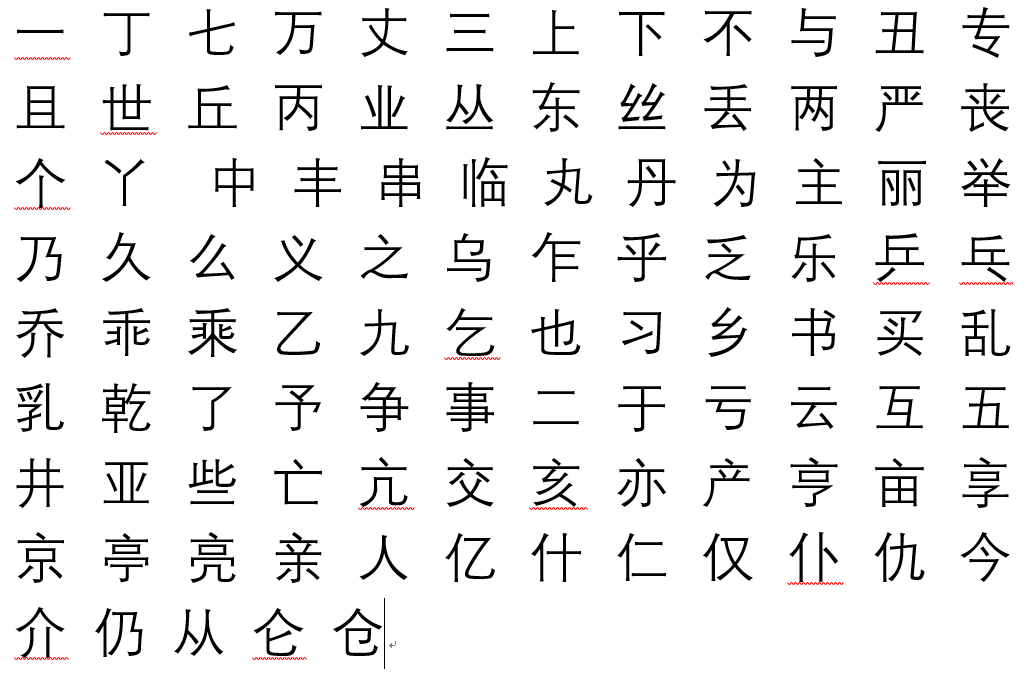 一 丁 七 万 丈 三 上 下 不 与 丑 专
且 世 丘 丙 业 丛 东 丝 丢 两 严 丧
个 丫 中 丰 串 临 丸 丹 为 主 丽 举
乃 久 么 义 之 乌 乍 乎 乏 乐 乒 乓
乔 乖 乘 乙 九 乞 也 习 乡 书 买 乱
乳 乾 了 予 争 事 二 于 亏 云 互 五
井 亚 些 亡 亢 交 亥 亦 产 亨 亩 享
京 亭 亮 亲 人 亿 什 仁 仅 仆 仇 今
介 仍 从 仑 仓